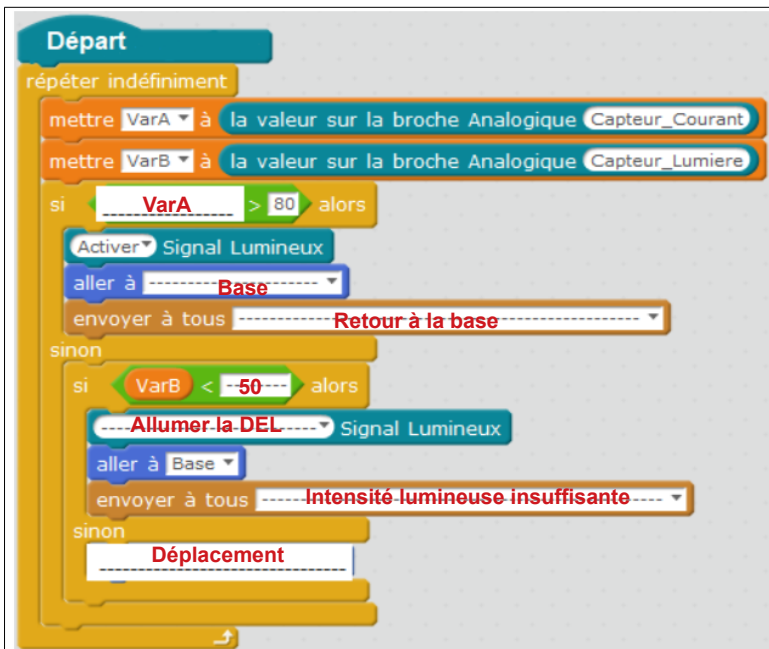 Départ
répéter indéfiniment
mettre VarA à la valeur sur la broche Analogique Capteur_Courant
mettre VarB à la valeur sur la broche Analogique Capteur_Lumiere
si VarA > 80 alors
Activer Signal Lumineux
aller à Base
envoyer à tous Retour à la base
sinon
si VarB < 50 alors
Allumer la DEL Signal Lumineux
aller à Base
envoyer à tous Intensité lumineuse insuffisante
sinon
Déplacement